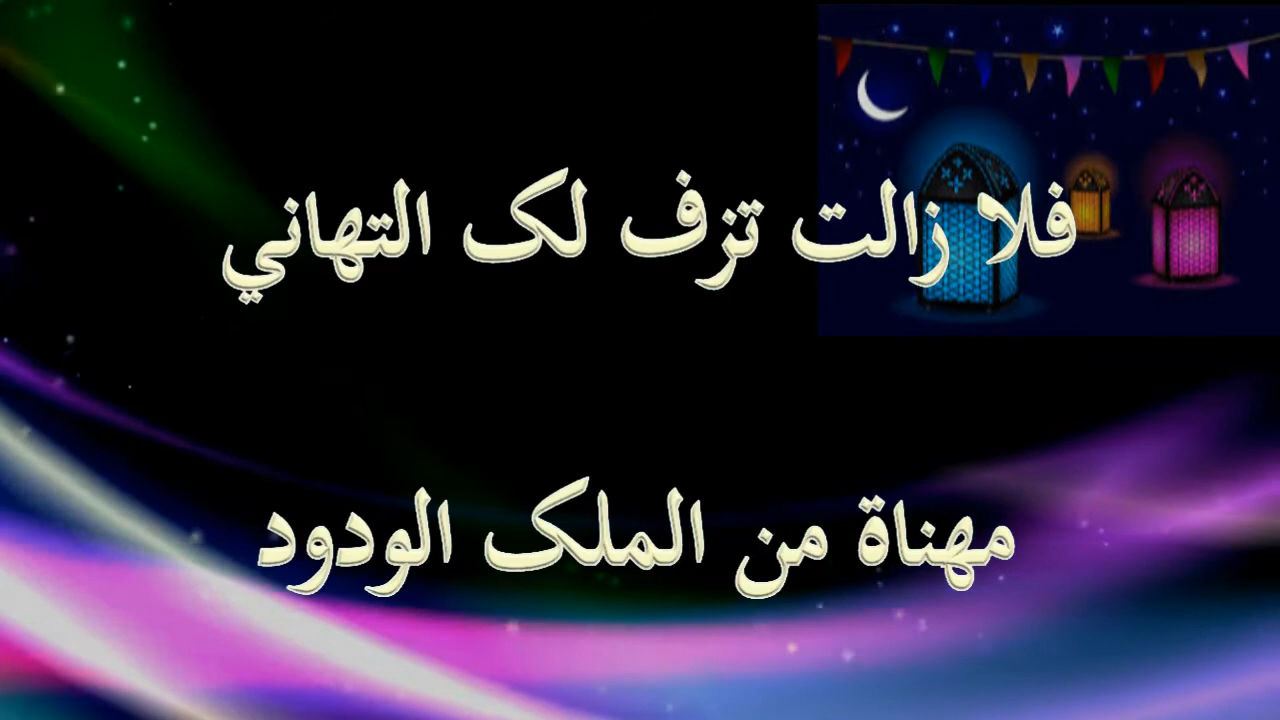 فلا زالت تزف لک التهاني
مهناة من الملک الودود